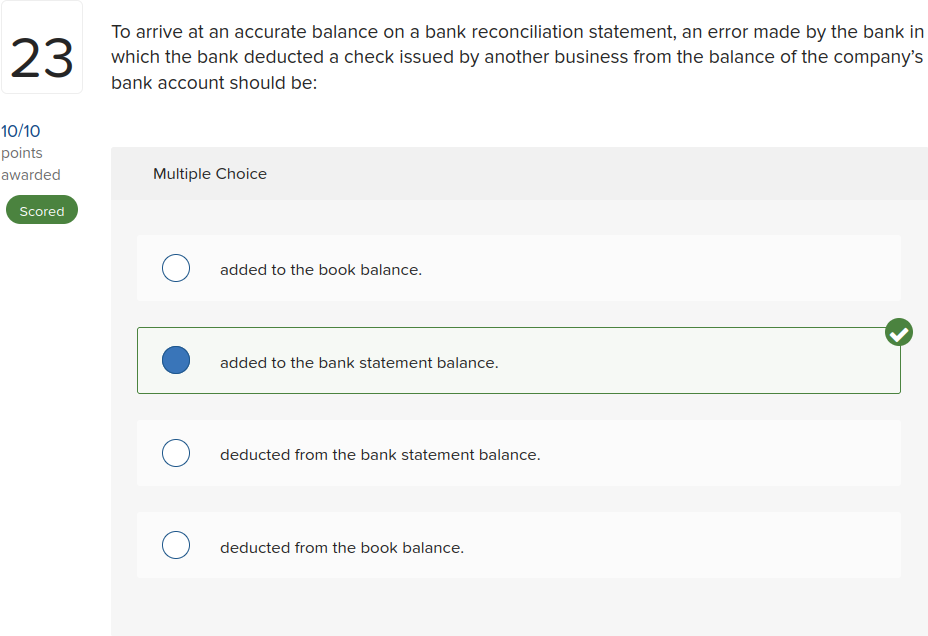 23
To arrive at an accurate balance on a bank reconciliation statement, an error made by the bank in
which the bank deducted a check issued by another business from the balance of the company’s
bank account should be:
10/10
points
awarded
Scored
Multiple Choice
added to the book balance.
added to the bank statement balance.
deducted from the bank statement balance.
deducted from the book balance.